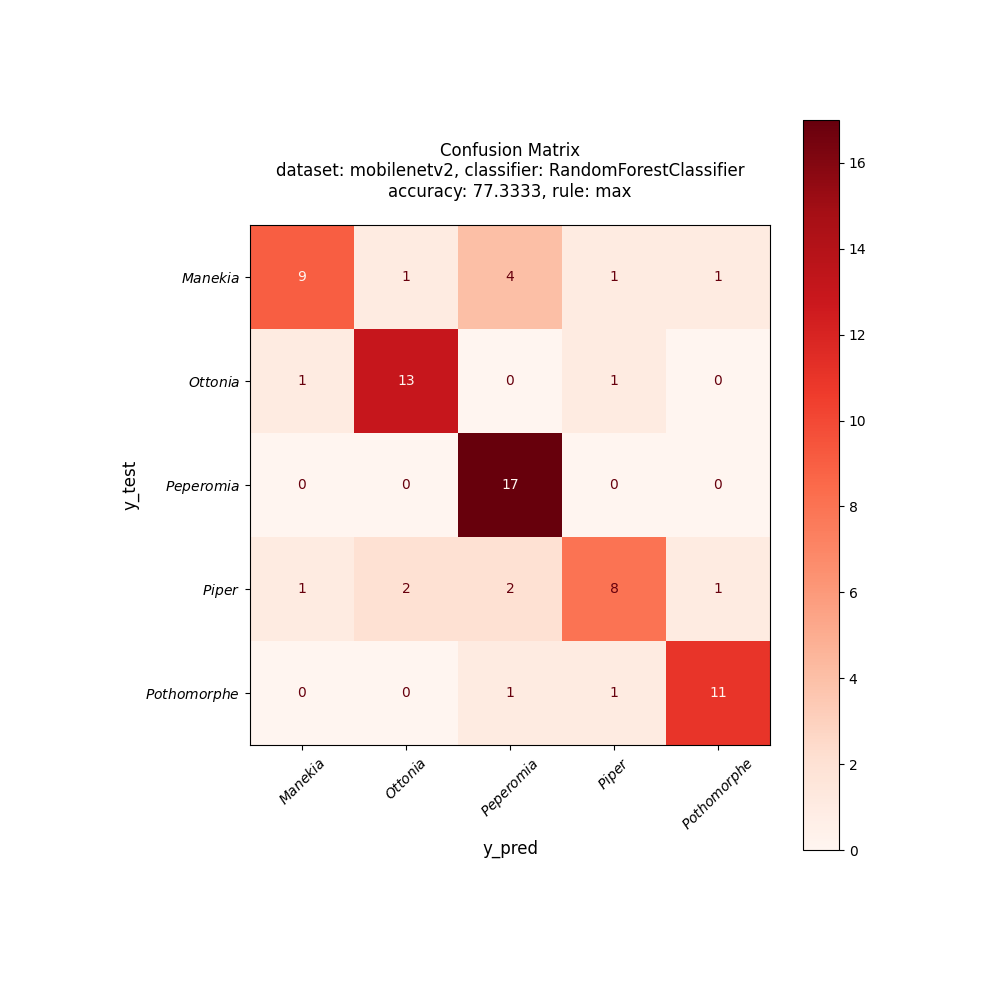 Confusion Matrix
dataset: mobilenetv2, classifier: RandomForestClassifier
accuracy: 77.3333, rule: max
Manekia 9 1 4 1 1
Ottonia 1 13 0 1 0
Peperomia 0 0 17 0 0
Piper 1 2 2 8 1
Pothomorphe 0 0 1 1 11
Manekia Ottonia Peperomia Piper Pothomorphe
y_pred
y_test
16
14
12
10
8
6
4
2
0